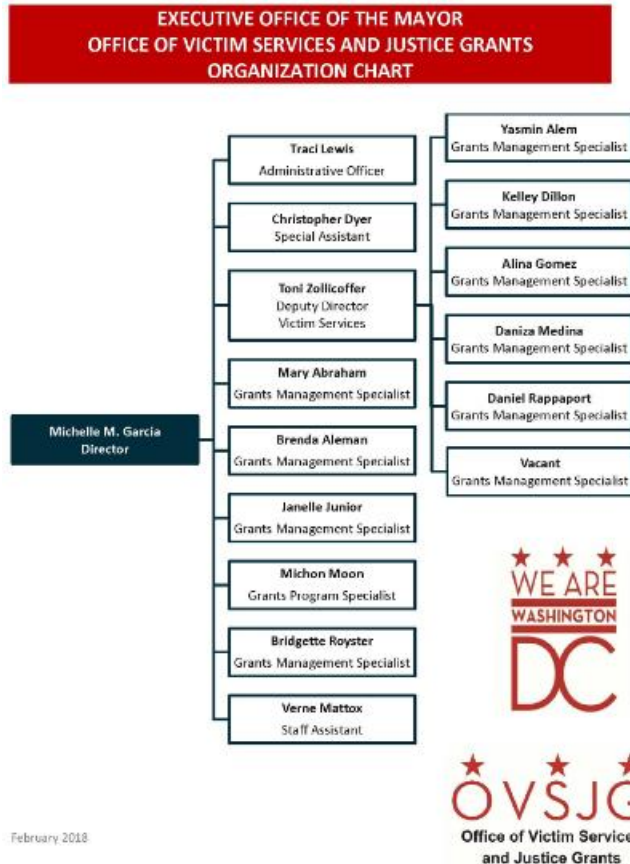 EXECUTIVE OFFICE OF THE MAYOR
OFFICE OF VICTIM SERVICES AND JUSTICE GRANTS
ORGANIZATION CHART
Michelle M. Garcia
Director
Traci Lewis
Administrative Officer
Christopher Dyer
Special Assistant
Toni Zollicoffer
Deputy Director
Victim Services
Mary Abraham
Grants Management Specialist
Brenda Aleman
Grants Management Specialist
Janelle Junior
Grants Management Specialist
Michon Moon
Grants Program Specialist
Bridgette Royster
Grants Management Specialist
Verne Mattox
Staff Assistant
Yasmin Alem
Grants Management Specialist
Kelley Dillon
Grants Management Specialist
Alina Gomez
Grants Management Specialist
Daniza Medina
Grants Management Specialist
Daniel Rappaport
Grants Management Specialist
Vacant
Grants Management Specialist
WE ARE
WASHINGTON
DC
OVSJG
Office of Victim Service
and Justice Grants
February 2018